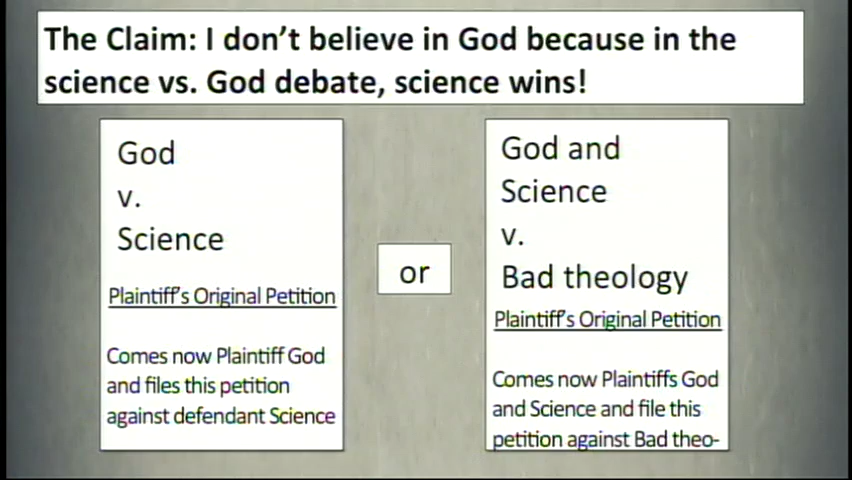 The Claim: I don’t believe in God because in the
science vs. God debate, science wins!
God
v.
Science
Plaintiff’s Original Petition
Comes now Plaintiff God
and files this petition
against defendant Science
or
God and
Science
v.
Bad theology
Plaintiff’s Original Petition
Comes now Plaintiffs God
and Science and file this
petition against Bad theo-